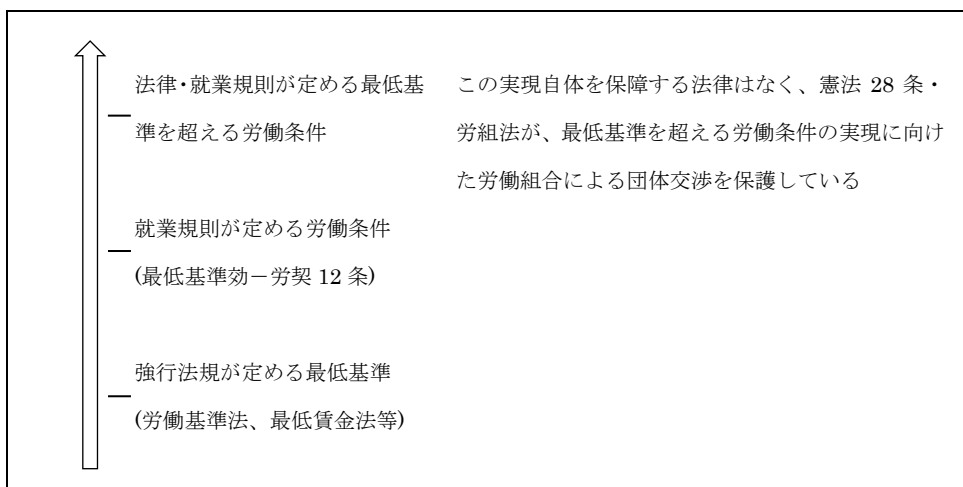 法律・就業規則が定める最低基
準を超える労働条件
この実現自体を保障する法律はなく、憲法 28 条・
労組法が、最低基準を超える労働条件の実現に向け
た労働組合による団体交渉を保護している
就業規則が定める労働条件
(最低基準効－労契 12 条)
強行法規が定める最低基準
(労働基準法、最低賃金法等)